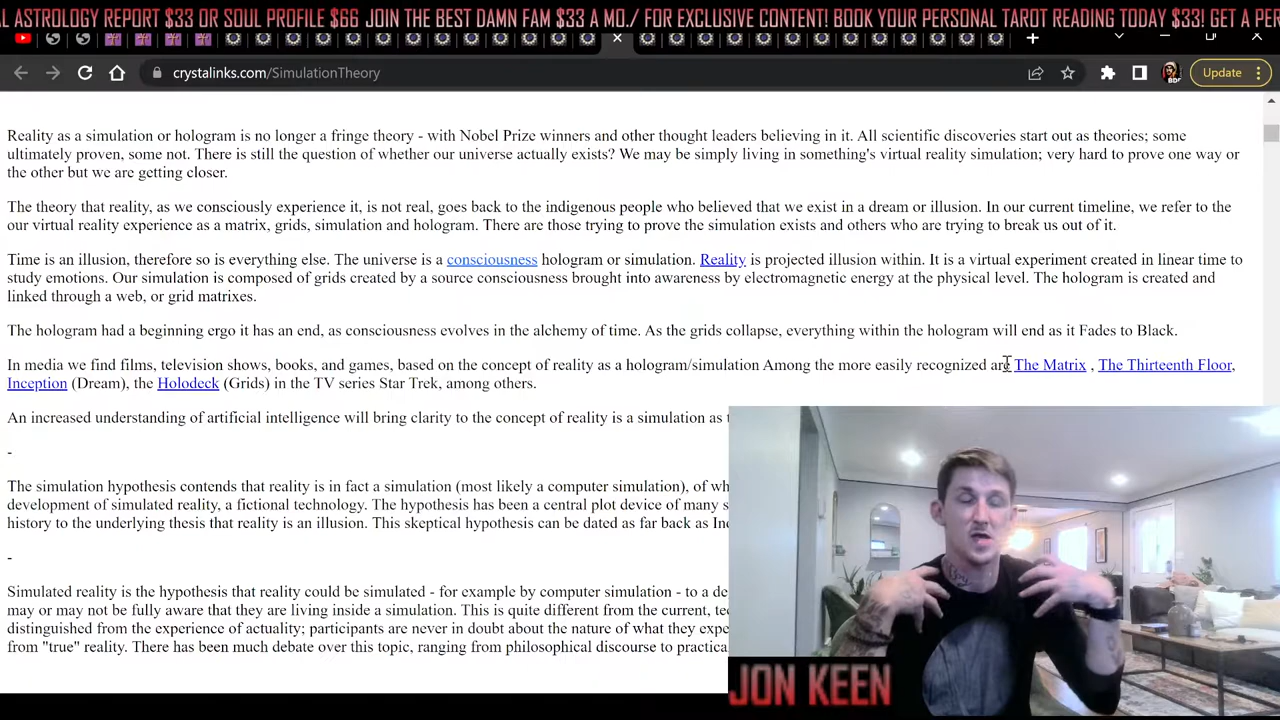 AL ASTROLOGY REPORT $33 OR SOUL PROFILE $66 JOIN THE BEST DAMN FAM $33 A MO./ FOR EXCLUSIVE CONTENT! BOOK YOUR PERSONAL TAROT READING TODAY $33! GET A PE
crystalinks.com/SimulationTheory
Update
Reality as a simulation or hologram is no longer a fringe theory - with Nobel Prize winners and other thought leaders believing in it. All scientific discoveries start out as theories; some
ultimately proven, some not. There is still the question of whether our universe actually exists? We may be simply living in something's virtual reality simulation; very hard to prove one way or
the other but we are getting closer.
The theory that reality, as we consciously experience it, is not real, goes back to the indigenous people who believed that we exist in a dream or illusion. In our current timeline, we refer to the
our virtual reality experience as a matrix, grids, simulation and hologram. There are those trying to prove the simulation exists and others who are trying to break us out of it.
Time is an illusion, therefore so is everything else. The universe is a consciousness hologram or simulation. Reality is projected illusion within. It is a virtual experiment created in linear time to
study emotions. Our simulation is composed of grids created by a source consciousness brought into awareness by electromagnetic energy at the physical level. The hologram is created and
linked through a web, or grid matrixes.
The hologram had a beginning ergo it has an end, as consciousness evolves in the alchemy of time. As the grids collapse, everything within the hologram will end as it Fades to Black.
In media we find films, television shows, books, and games, based on the concept of reality as a hologram/simulation Among the more easily recognized are The Matrix , The Thirteenth Floor,
Inception (Dream), the Holodeck (Grids) in the TV series Star Trek, among others.
An increased understanding of artificial intelligence will bring clarity to the concept of reality is a simulation as
-
The simulation hypothesis contends that reality is in fact a simulation (most likely a computer simulation), of
development of simulated reality, a fictional technology. The hypothesis has been a central plot device of many
history to the underlying thesis that reality is an illusion. This skeptical hypothesis can be dated as far back as
-
Simulated reality is the hypothesis that reality could be simulated - for example by computer simulation - to a
may or may not be fully aware that they are living inside a simulation. This is quite different from the current,
distinguished from the experience of actuality; participants are never in doubt about the nature of what they
from "true" reality. There has been much debate over this topic, ranging from philosophical discourse to
JON KEEN